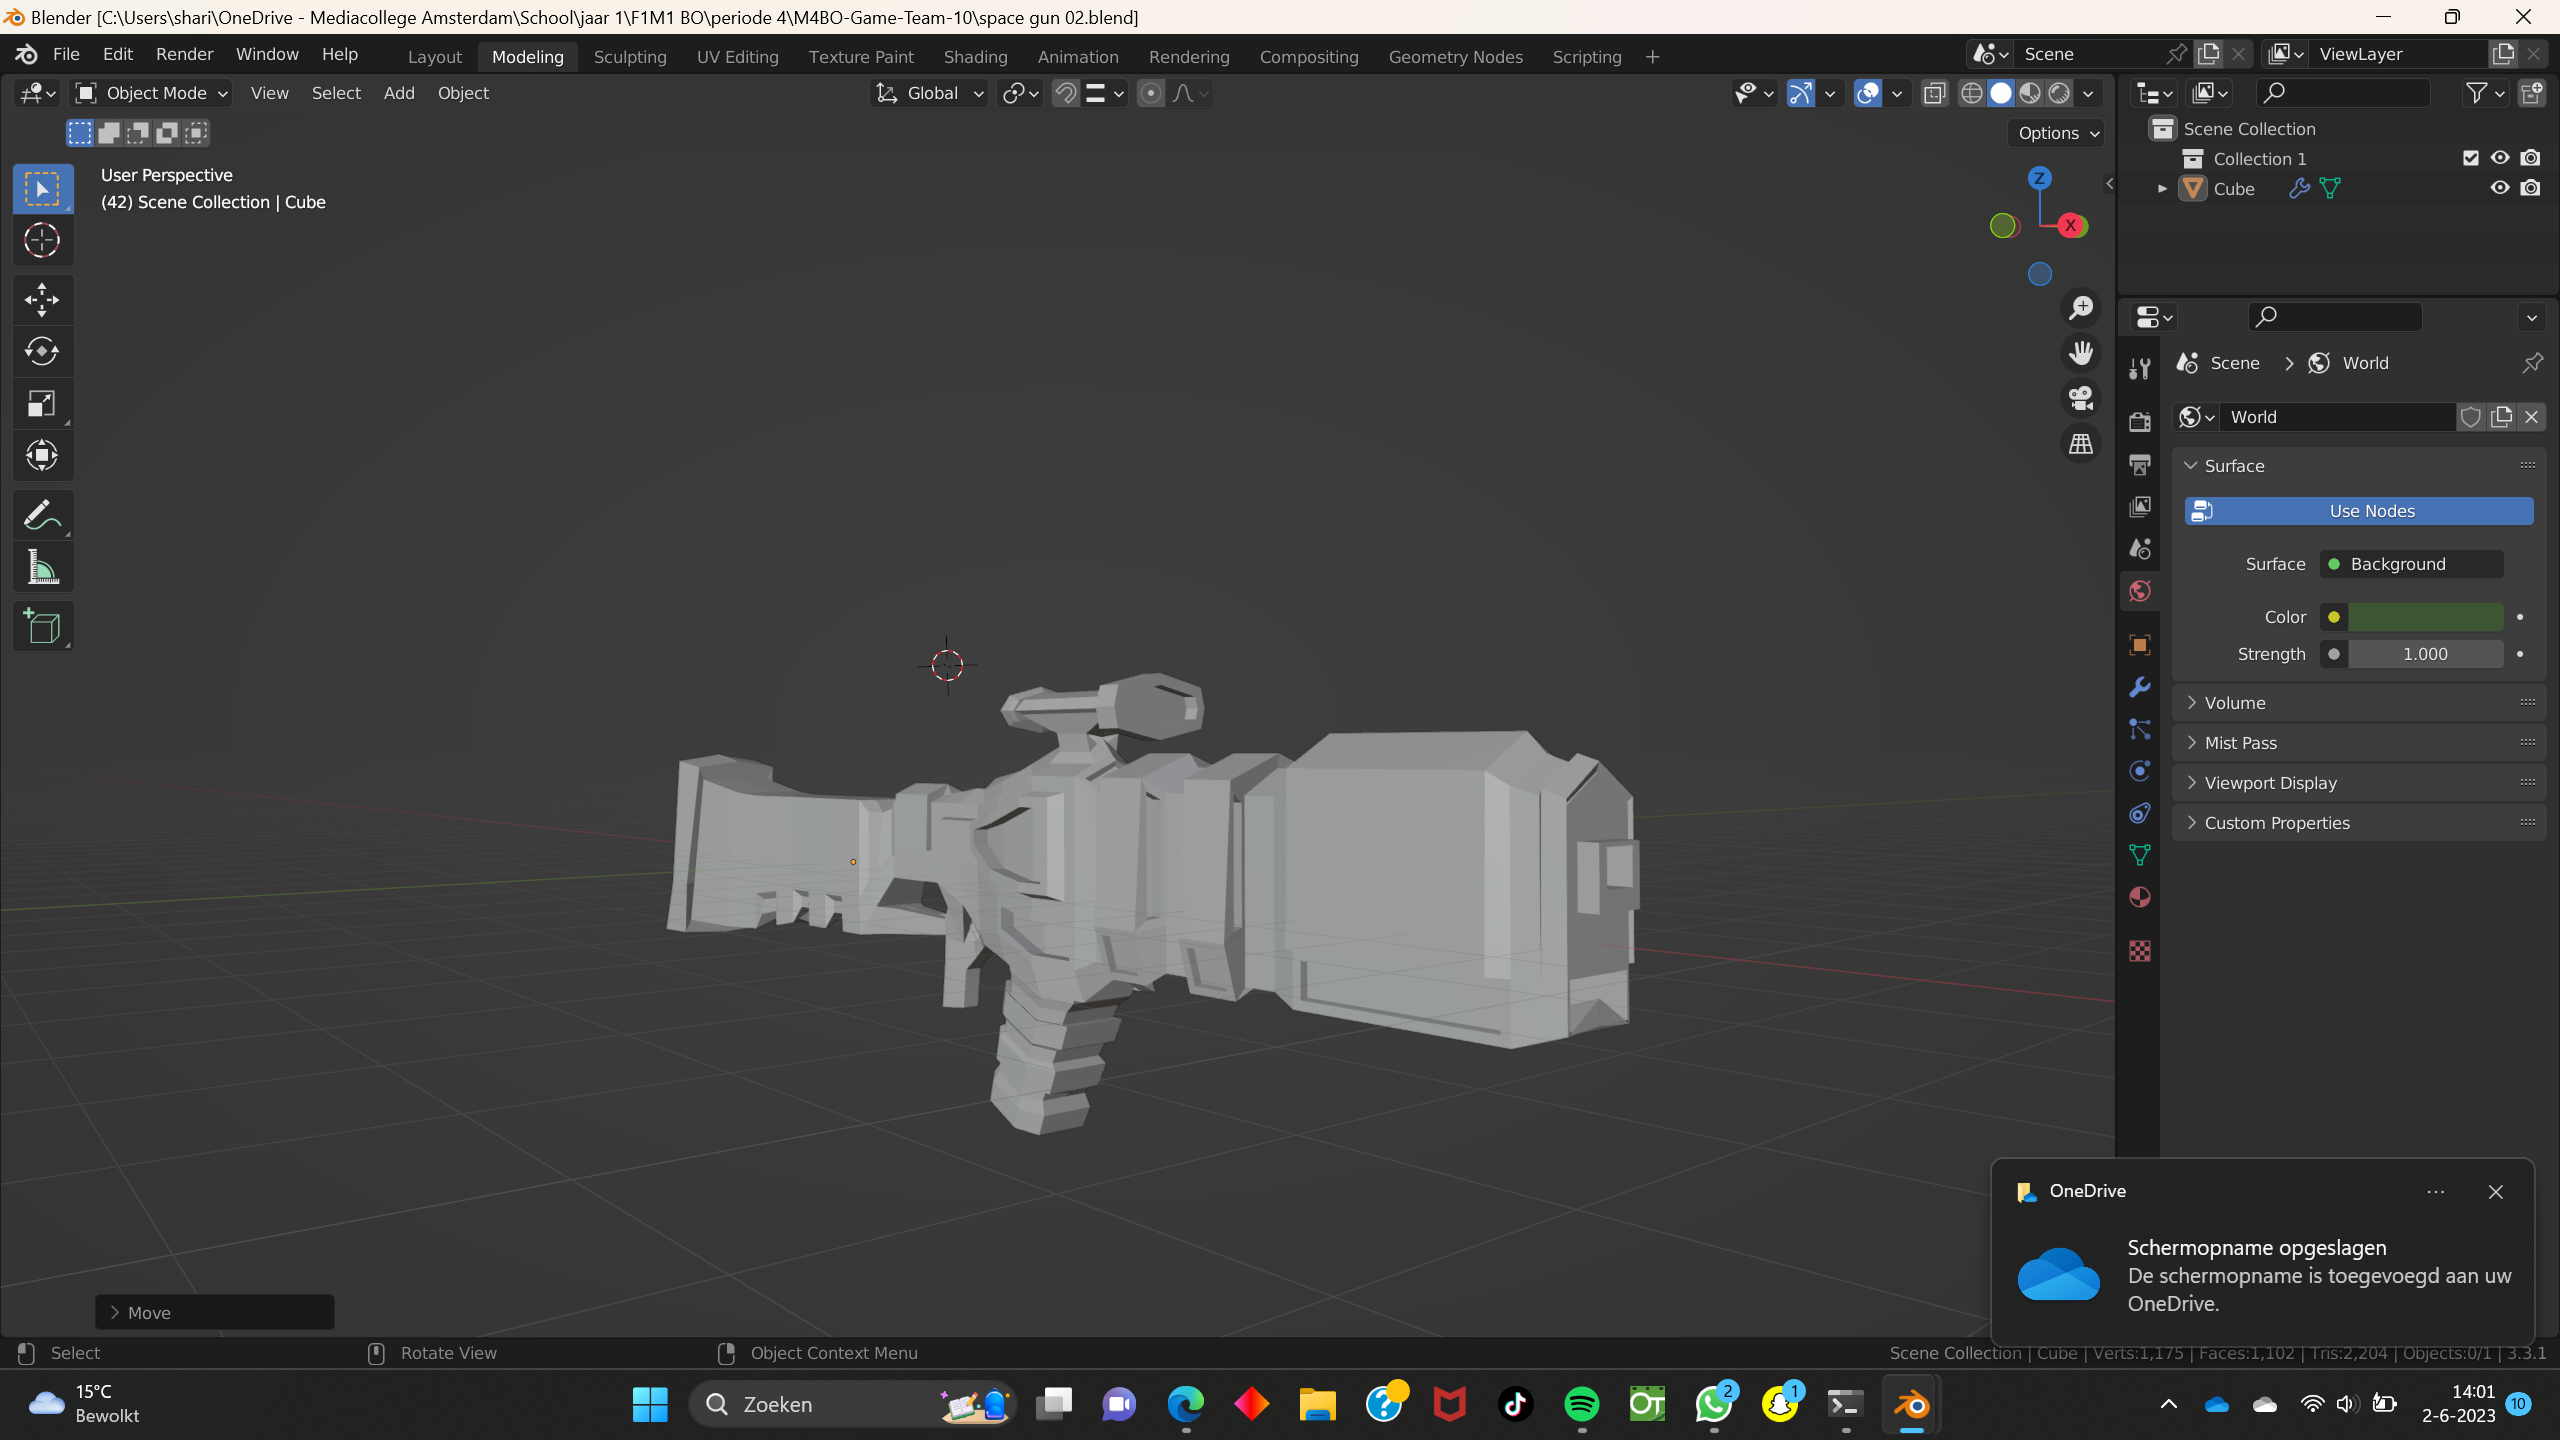 Blender [C:\Users\shari\OneDrive - Mediacollege Amsterdam\School\jaar 1\F1M1 BO\periode 4\M4BO-Game-Team-10\space gun 02.blend]
File Edit Render Window Help Layout Modeling Sculpting UV Editing Texture Paint Shading Animation Rendering Compositing Geometry Nodes Scripting + Scene ViewLayer
Object Mode View Select Add Object Global
Options
User Perspective
(42) Scene Collection | Cube
Z
X
Scene Collection
Collection 1
Cube
Scene World
World
Surface
Use Nodes
Surface Background
Color
Strength 1.000
Volume
Mist Pass
Viewport Display
Custom Properties
OneDrive
Schermopname opgeslagen
De schermopname is toegevoegd aan uw
OneDrive.
Move
Select Rotate View Object Context Menu Scene Collection | Cube | Verts:1,175 | Faces:1,102 | Tris:2,204 | Objects:0/1 | 3.3.1
15°C
Bewolkt
Zoeken
OT
2
1
14:01
2-6-2023
10